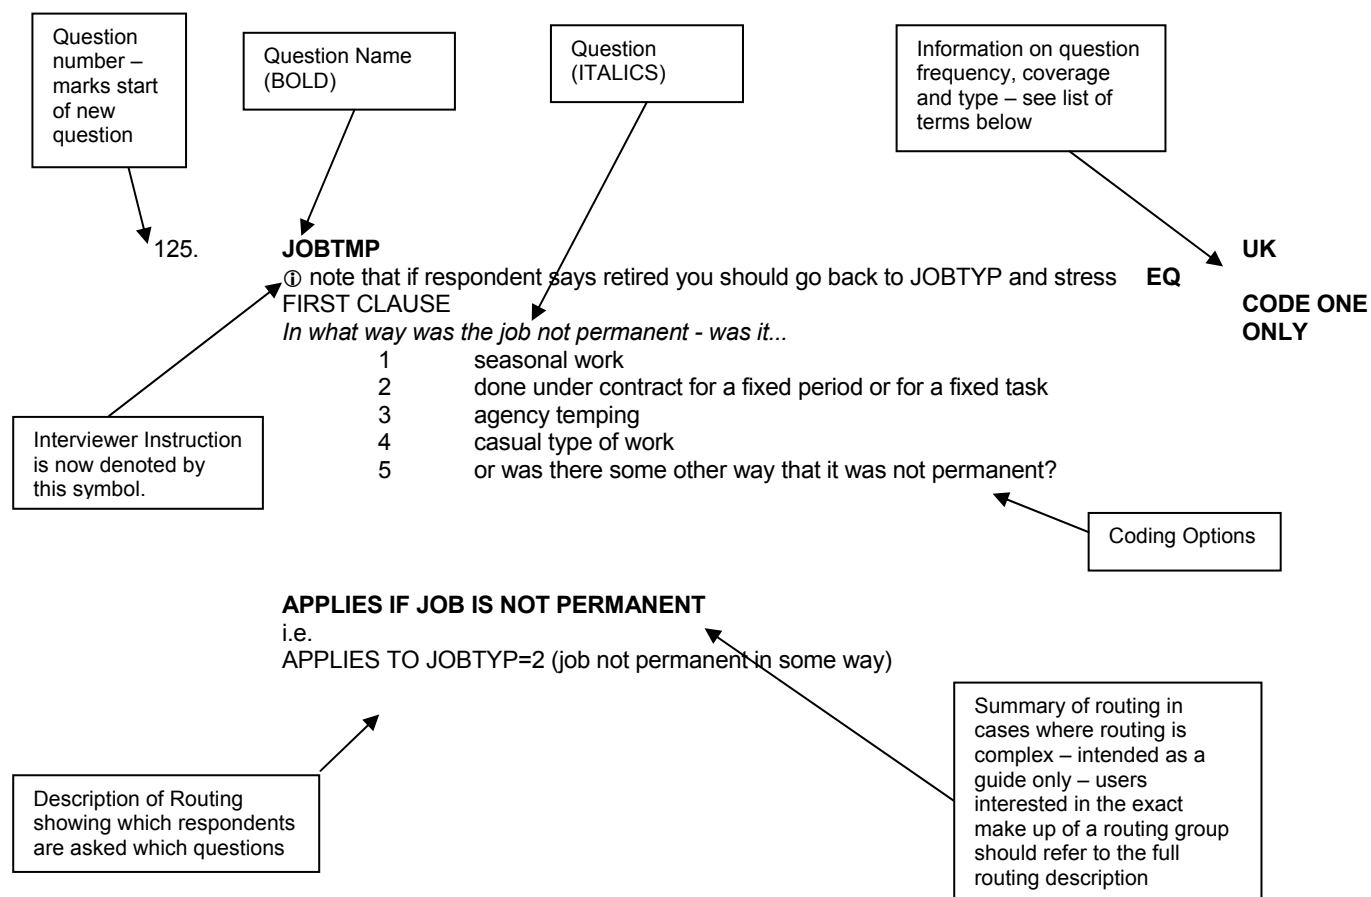 Question
number –
marks start
of new
question
Question Name
(BOLD)
Question
(ITALICS)
Information on question
frequency, coverage
and type – see list of
terms below
125.
JOBTMP
UK
ⓘ note that if respondent says retired you should go back to JOBTYP and stress EQ
FIRST CLAUSE
CODE ONE
ONLY
In what way was the job not permanent - was it...
1 seasonal work
2 done under contract for a fixed period or for a fixed task
3 agency temping
4 casual type of work
5 or was there some other way that it was not permanent?
Interviewer Instruction
is now denoted by
this symbol.
Coding Options
APPLIES IF JOB IS NOT PERMANENT
i.e.
APPLIES TO JOBTYP=2 (job not permanent in some way)
Summary of routing in
cases where routing is
complex – intended as a
guide only – users
interested in the exact
make up of a routing group
should refer to the full
routing description
Description of Routing
showing which respondents
are asked which questions